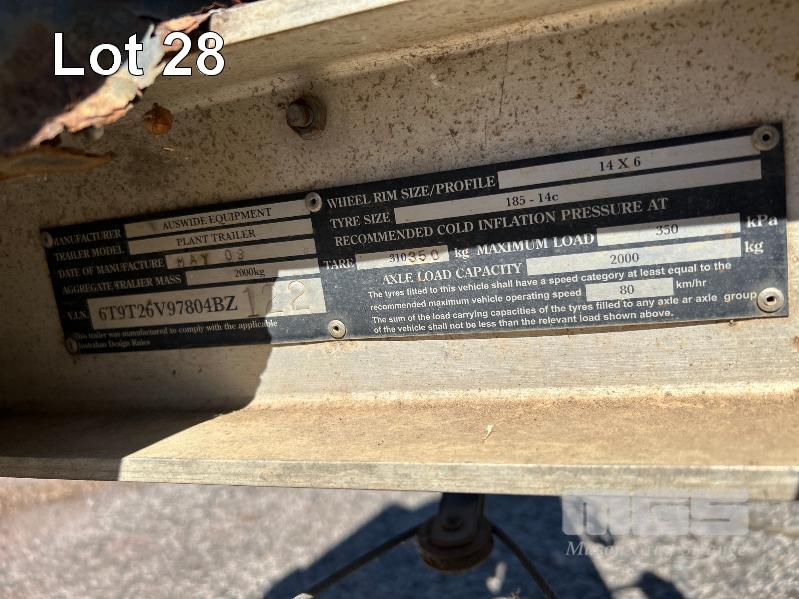 Lot 28
MANUFACTURER AUSWIDE EQUIPMENT
TRAILER MODEL PLANT TRAILER
DATE OF MANUFACTURE MAY 09
AGGREGATE TRAILER MASS 2000kg
V.I.N. 6T9T26V97804BZ 122
This trailer was manufactured to comply with the applicable
Australian Design Rules
WHEEL RIM SIZE/PROFILE 14 X 6
TYRE SIZE 185 - 14c
RECOMMENDED COLD INFLATION PRESSURE AT
TARE 310 350 kg MAXIMUM LOAD 350 kPa
AXLE LOAD CAPACITY 2000 kg
The tyres fitted to this vehicle shall have a speed category at least equal to the
recommended maximum vehicle operating speed 80 km/hr
The sum of the load carrying capacities of the tyres fitted to any axle ar axle group
of the vehicle shall not be less than the relevant load shown above.
MGS